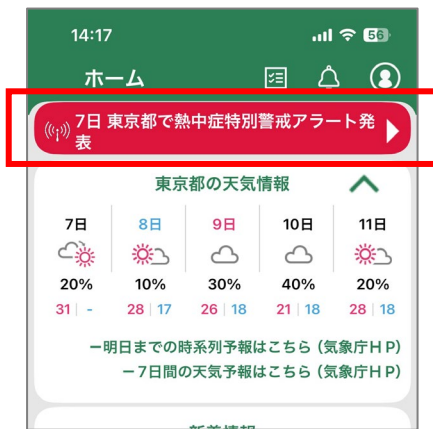 14:17 56
ホーム
7日 東京都で熱中症特別警戒アラート発
表
東京都の天気情報
7日 8日 9日 10日 11日
20% 10% 30% 40% 20%
31 | - 28 | 17 26 | 18 21 | 18 28 | 18
ー明日までの時系列予報はこちら (気象庁HP)
ー7日間の天気予報はこちら (気象庁HP)